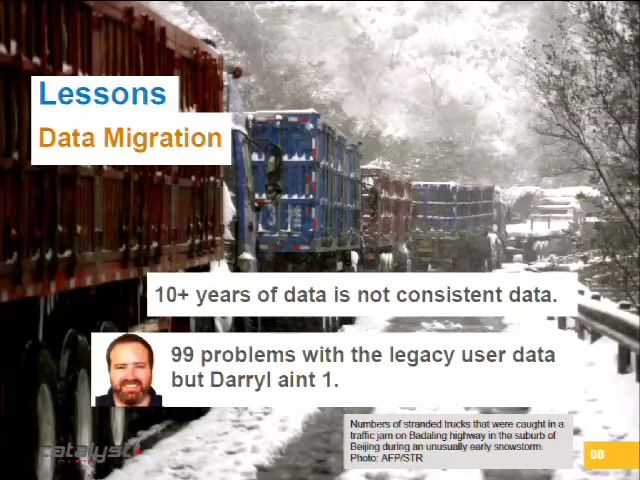 Lessons
Data Migration
10+ years of data is not consistent data.
99 problems with the legacy user data
but Darryl aint 1.
Numbers of stranded trucks that were caught in a
traffic jam on Badaling highway in the suburb of
Beijing during an unusually early snowstorm.
Photo: AFP/STR
catalyst
08